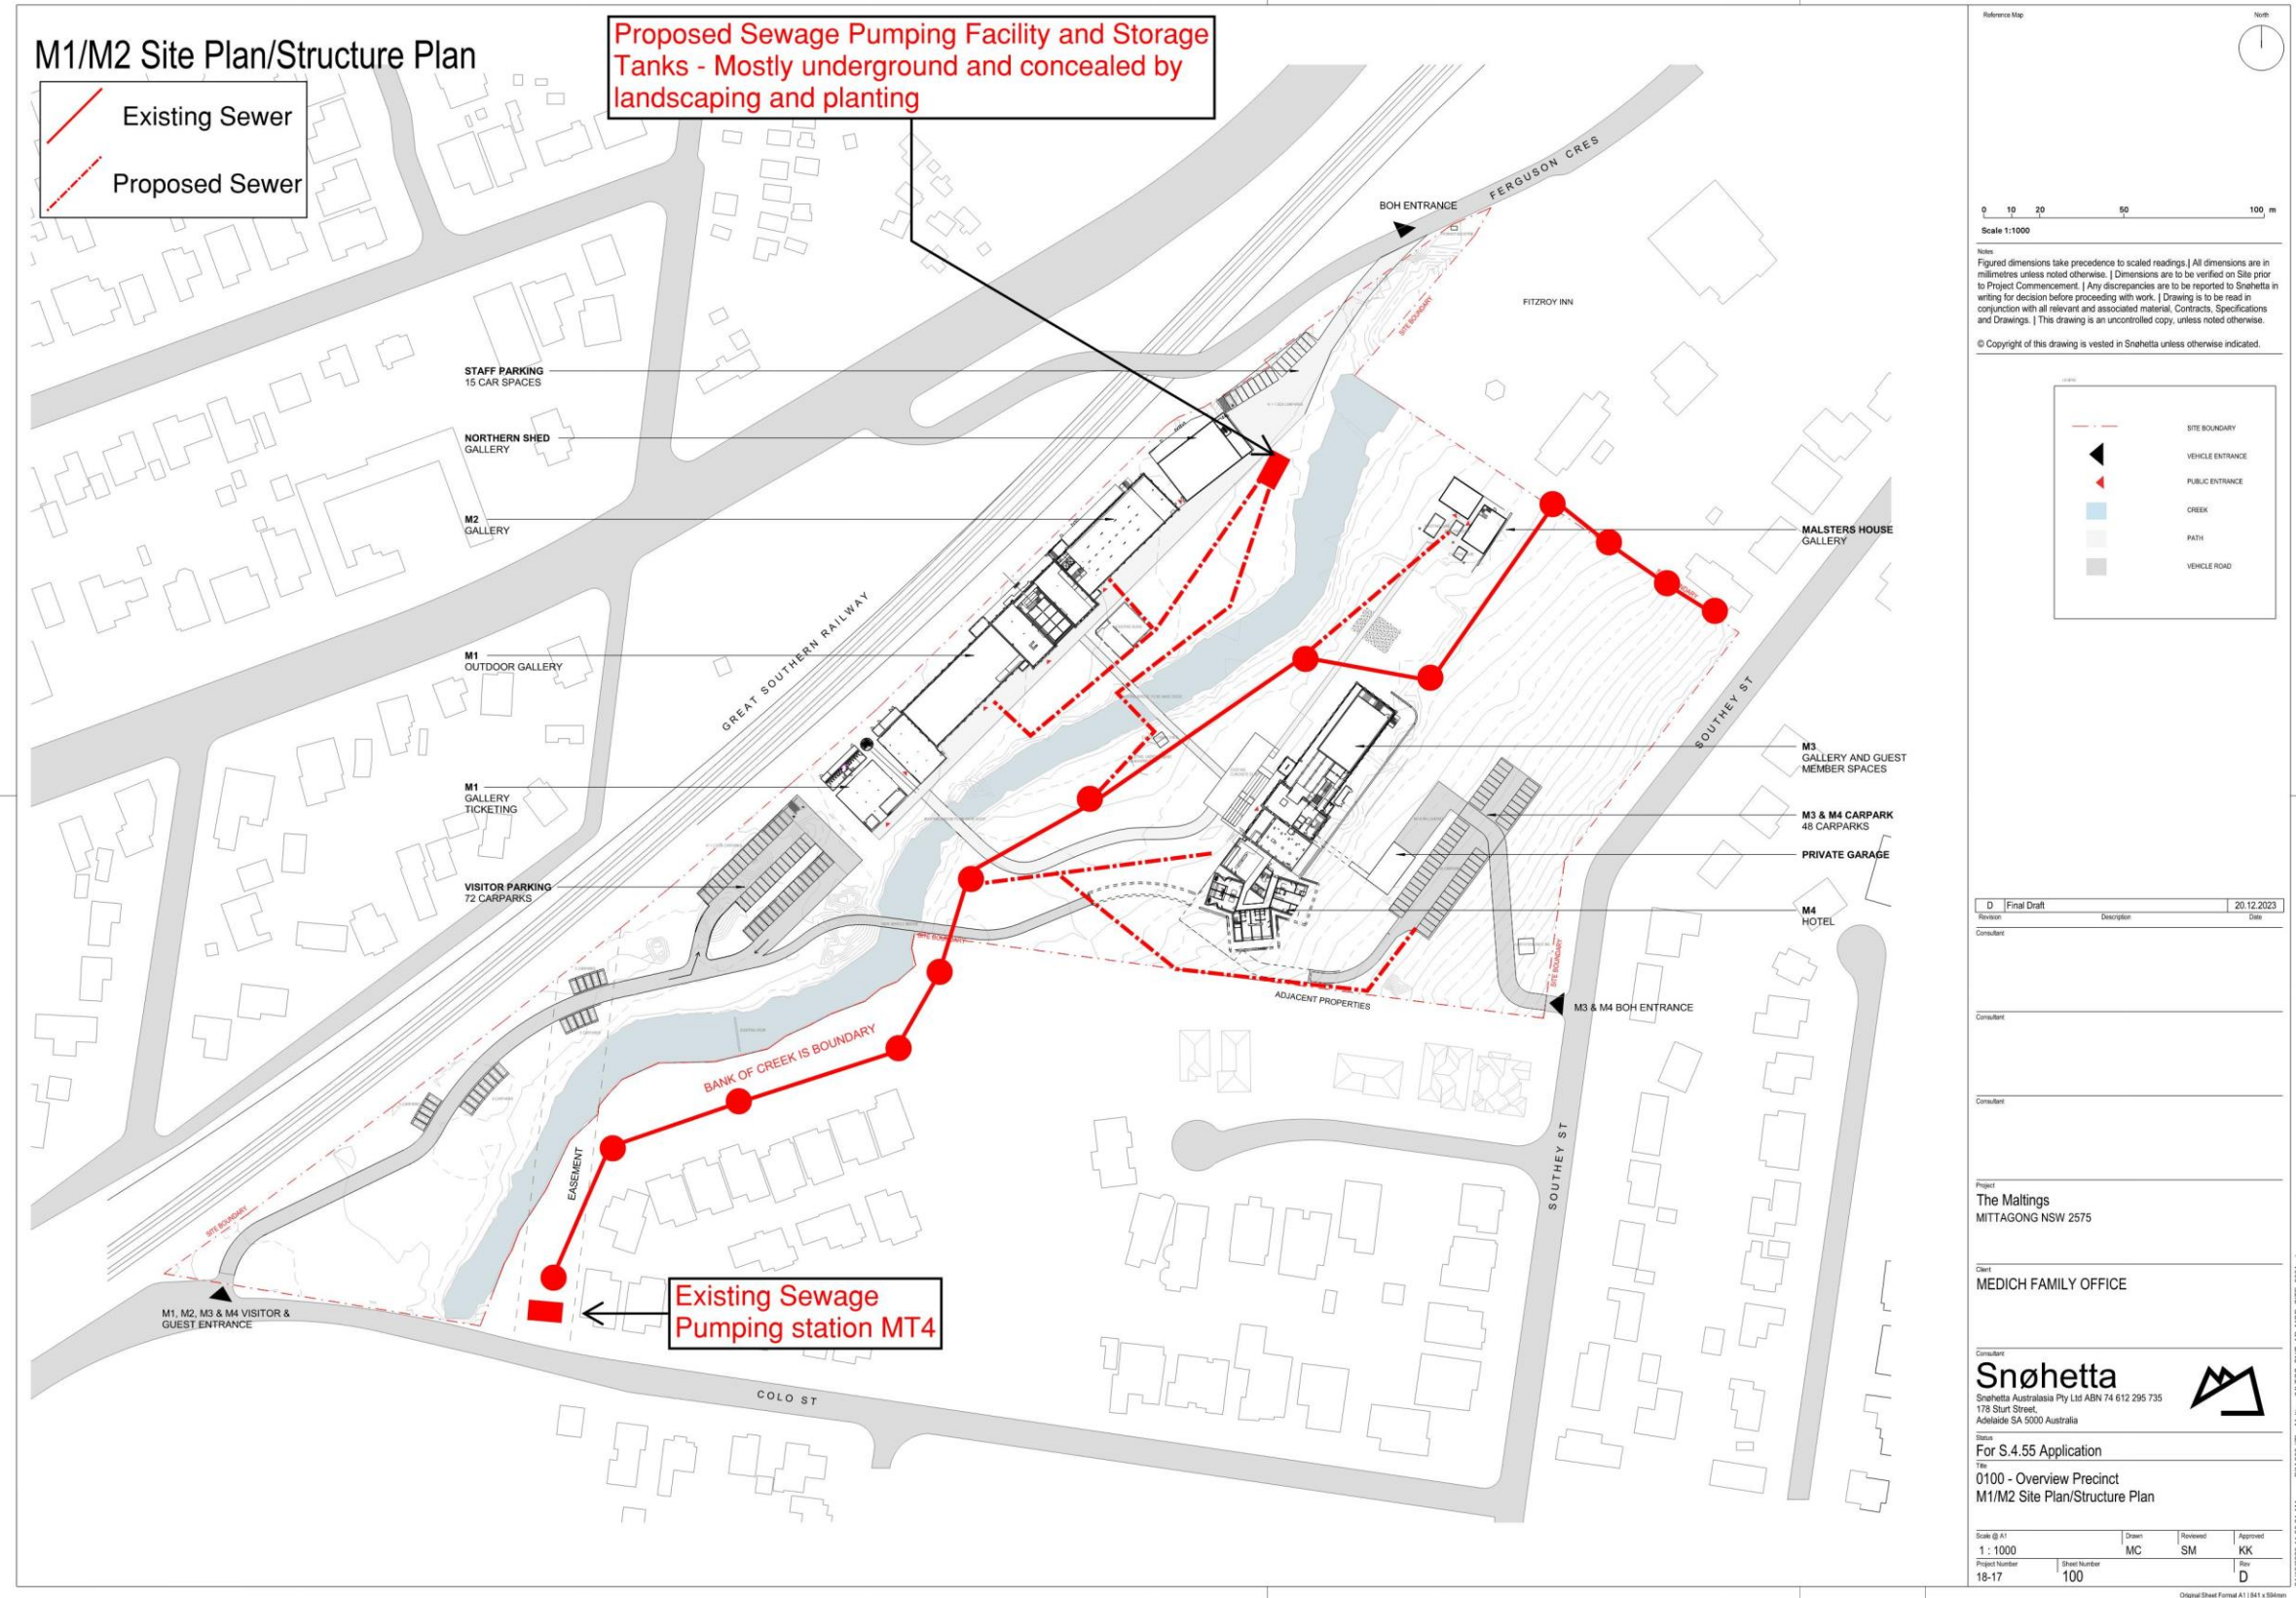 M1/M2 Site Plan/Structure Plan
Existing Sewer
Proposed Sewer
Proposed Sewage Pumping Facility and Storage
Tanks - Mostly underground and concealed by
landscaping and planting
FERGUSON CRES
BOH ENTRANCE
FITZROY INN
SITE BOUNDARY
STAFF PARKING
15 CAR SPACES
NORTHERN SHED
GALLERY
M2
GALLERY
MALSTERS HOUSE
GALLERY
GREAT SOUTHERN RAILWAY
M1
OUTDOOR GALLERY
SOUTHEY ST
M3
GALLERY AND GUEST
MEMBER SPACES
M1
GALLERY
TICKETING
M3 & M4 CARPARK
48 CARPARKS
PRIVATE GARAGE
VISITOR PARKING
72 CARPARKS
M4
HOTEL
SITE BOUNDARY
SITE BOUNDARY
ADJACENT PROPERTIES
M3 & M4 BOH ENTRANCE
BANK OF CREEK IS BOUNDARY
EASEMENT
SOUTHEY ST
SITE BOUNDARY
M1, M2, M3 & M4 VISITOR &
GUEST ENTRANCE
Existing Sewage
Pumping station MT4
COLO ST
Reference Map
North
0 10 20 50 100 m
Scale 1:1000
Notes
Figured dimensions take precedence to scaled readings.| All dimensions are in
millimetres unless noted otherwise. | Dimensions are to be verified on Site prior
to Project Commencement. | Any discrepancies are to be reported to Snøhetta in
writing for decision before proceeding with work. | Drawing is to be read in
conjunction with all relevant and associated material, Contracts, Specifications
and Drawings. | This drawing is an uncontrolled copy, unless noted otherwise.
© Copyright of this drawing is vested in Snøhetta unless otherwise indicated.
SITE BOUNDARY
VEHICLE ENTRANCE
PUBLIC ENTRANCE
CREEK
PATH
VEHICLE ROAD
D Final Draft 20.12.2023
Revision Description Date
Consultant
Consultant
Consultant
Project
The Maltings
MITTAGONG NSW 2575
Client
MEDICH FAMILY OFFICE
Consultant
Snøhetta
Snøhetta Australasia Pty Ltd ABN 74 612 295 735
178 Sturt Street,
Adelaide SA 5000 Australia
Status
For S.4.55 Application
Title
0100 - Overview Precinct
M1/M2 Site Plan/Structure Plan
Scale @ A1 Drawn Reviewed Approved
1 : 1000 MC SM KK
Project Number Sheet Number Rev
18-17 100 D
Original Sheet Format A1 | 841 x 594mm